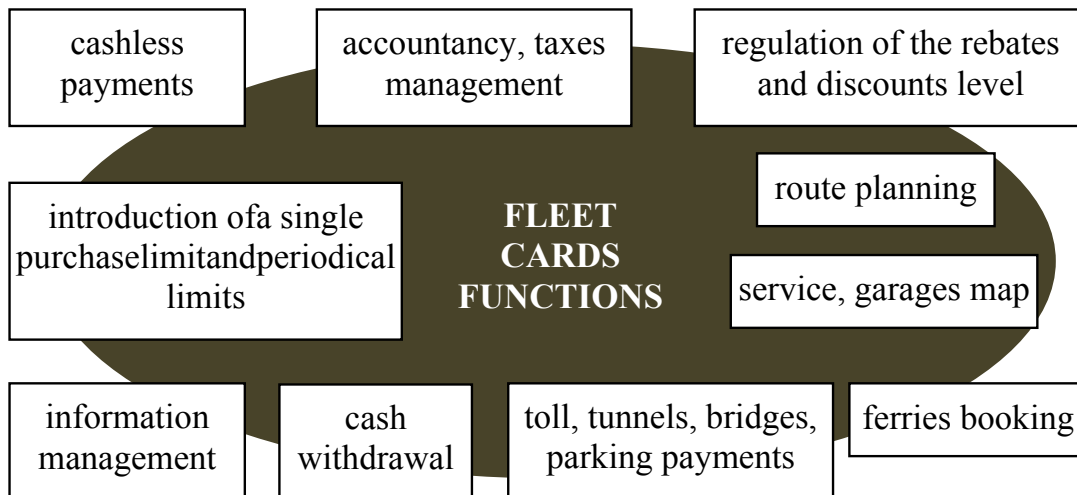 cashless
payments
accountancy, taxes
management
regulation of the rebates
and discounts level
introduction ofa single
purchaselimitandperiodical
limits
FLEET
CARDS
FUNCTIONS
route planning
service, garages map
information
management
cash
withdrawal
toll, tunnels, bridges,
parking payments
ferries booking